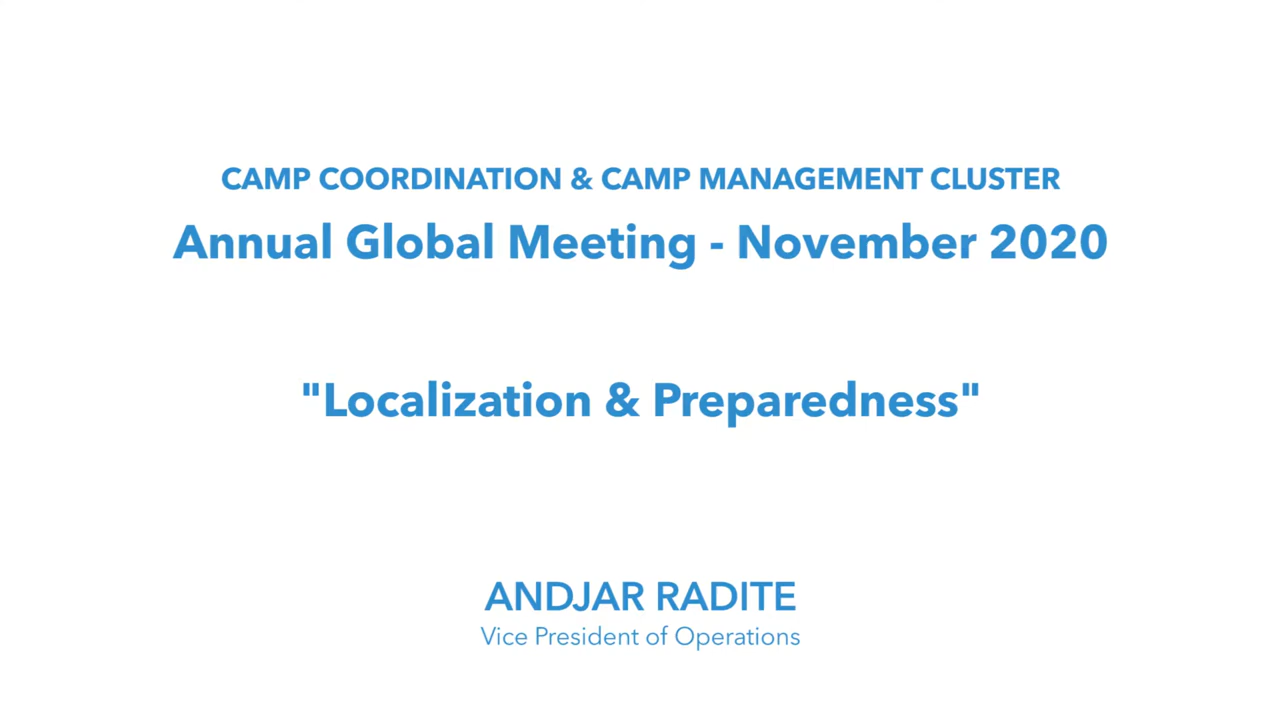 CAMP COORDINATION & CAMP MANAGEMENT CLUSTER
Annual Global Meeting - November 2020
"Localization & Preparedness"
ANDJAR RADITE
Vice President of Operations